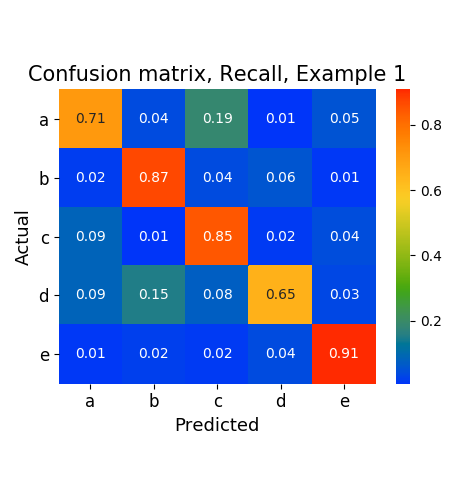 Confusion matrix, Recall, Example 1
a 0.71 0.04 0.19 0.01 0.05
b 0.02 0.87 0.04 0.06 0.01
c 0.09 0.01 0.85 0.02 0.04
d 0.09 0.15 0.08 0.65 0.03
e 0.01 0.02 0.02 0.04 0.91
a b c d e
Predicted
Actual
0.8
0.6
0.4
0.2